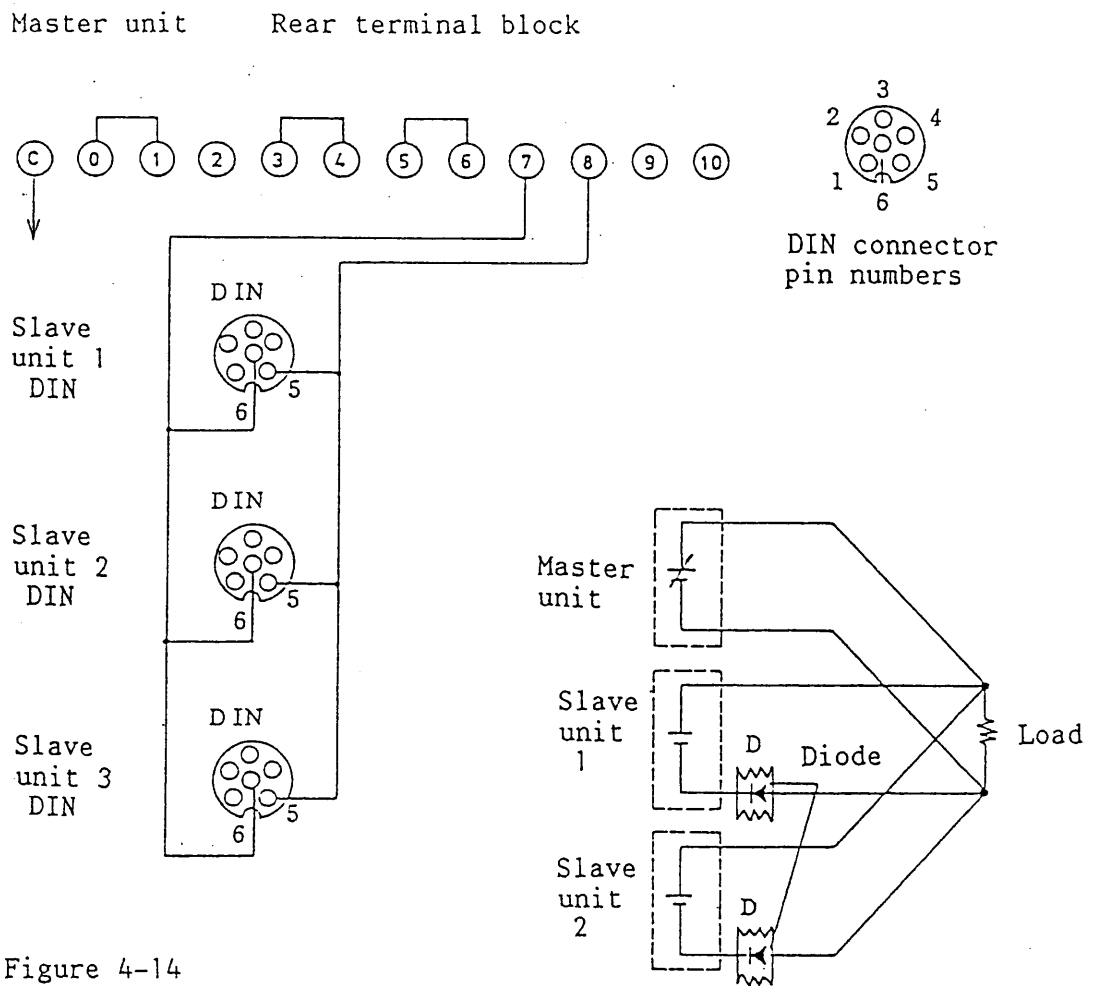 Master unit Rear terminal block
C 0 1 2 3 4 5 6 7 8 9 10
3
2 4
1 5
6
DIN connector
pin numbers
DIN
Slave
unit 1
DIN
5
6
DIN
Slave
unit 2
DIN
5
6
DIN
Slave
unit 3
DIN
5
6
Master
unit
Slave
unit
1
D
Diode
Load
Slave
unit
2
D
Figure 4-14